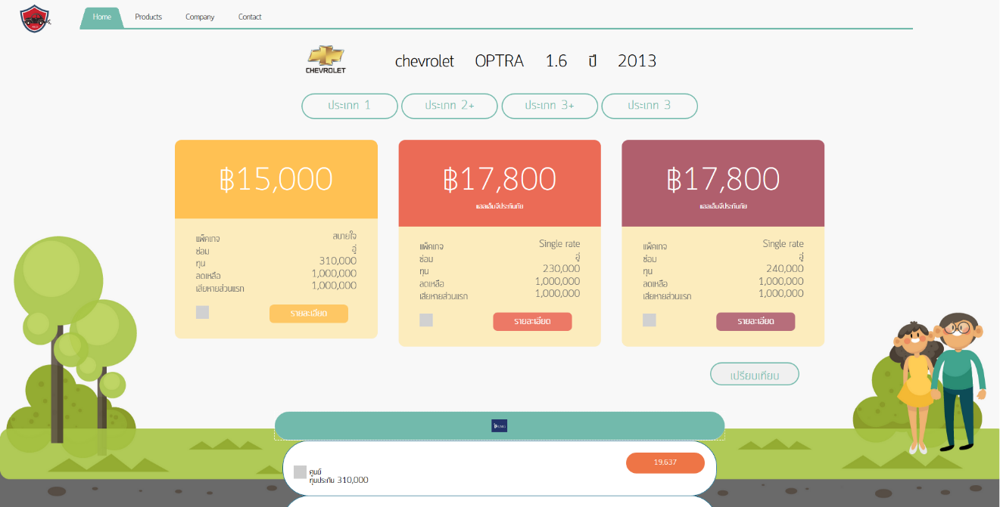 Home Products Company Contact
CHEVROLET
chevrolet OPTRA 1.6 ปี 2013
ประเภท 1 ประเภท 2+ ประเภท 3+ ประเภท 3
฿15,000
แพ็คเกจ สบายใจ
ซ่อม อู่
ทุน 310,000
ลดเหลือ 1,000,000
เสียหายส่วนแรก 1,000,000
รายละเอียด
฿17,800
แอลเอ็มจีประกันภัย
แพ็คเกจ Single rate
ซ่อม อู่
ทุน 230,000
ลดเหลือ 1,000,000
เสียหายส่วนแรก 1,000,000
รายละเอียด
฿17,800
แอลเอ็มจีประกันภัย
แพ็คเกจ Single rate
ซ่อม อู่
ทุน 240,000
ลดเหลือ 1,000,000
เสียหายส่วนแรก 1,000,000
รายละเอียด
เปรียบเทียบ
19,637
ศูนย์
ทุนประกัน 310,000